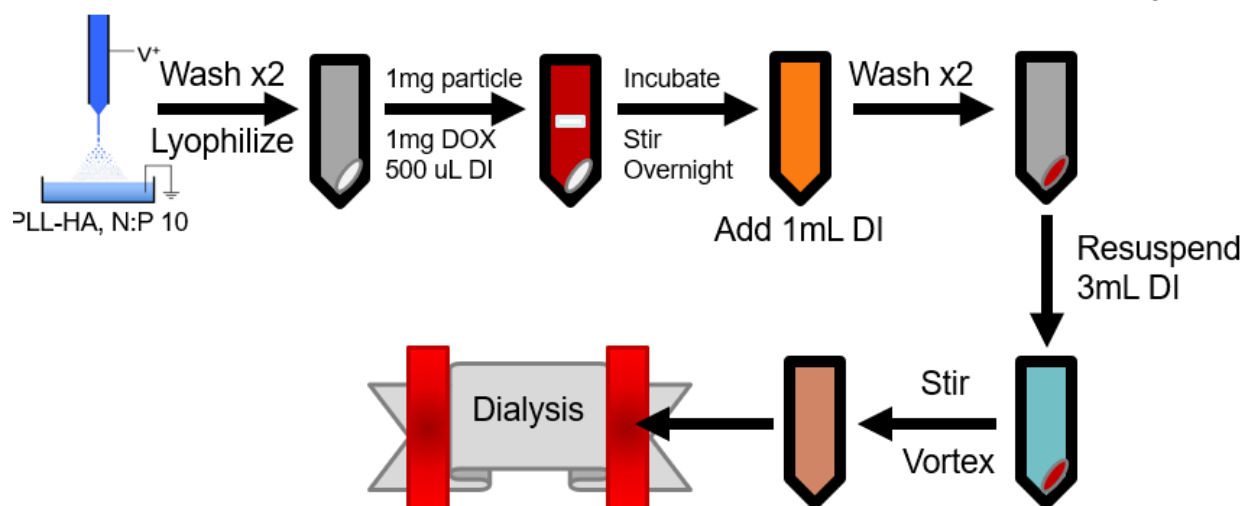 V+
Wash x2
Lyophilize
PLL-HA, N:P 10
1mg particle
1mg DOX
500 uL DI
Incubate
Stir
Overnight
Add 1mL DI
Wash x2
Resuspend
3mL DI
Stir
Vortex
Dialysis